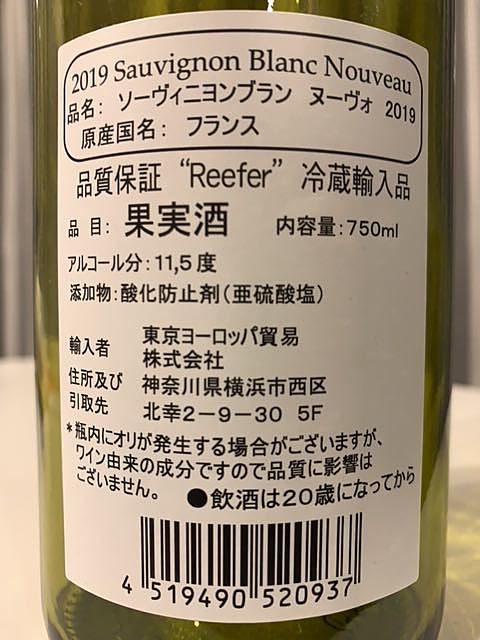 2019 Sauvignon Blanc Nouveau
品名： ソーヴィニヨンブラン ヌーヴォ 2019
原産国名： フランス
品質保証 “Reefer” 冷蔵輸入品
品 目： 果実酒 内容量：750ml
アルコール分：11,5 度
添加物：酸化防止剤（亜硫酸塩）
輸入者 東京ヨーロッパ貿易
株式会社
住所及び 神奈川県横浜市西区
引取先 北幸2－9－30 5F
＊瓶内にオリが発生する場合がございますが、
ワイン由来の成分ですので品質に影響は
ございません。 ●飲酒は20歳になってから
4 519490 520937